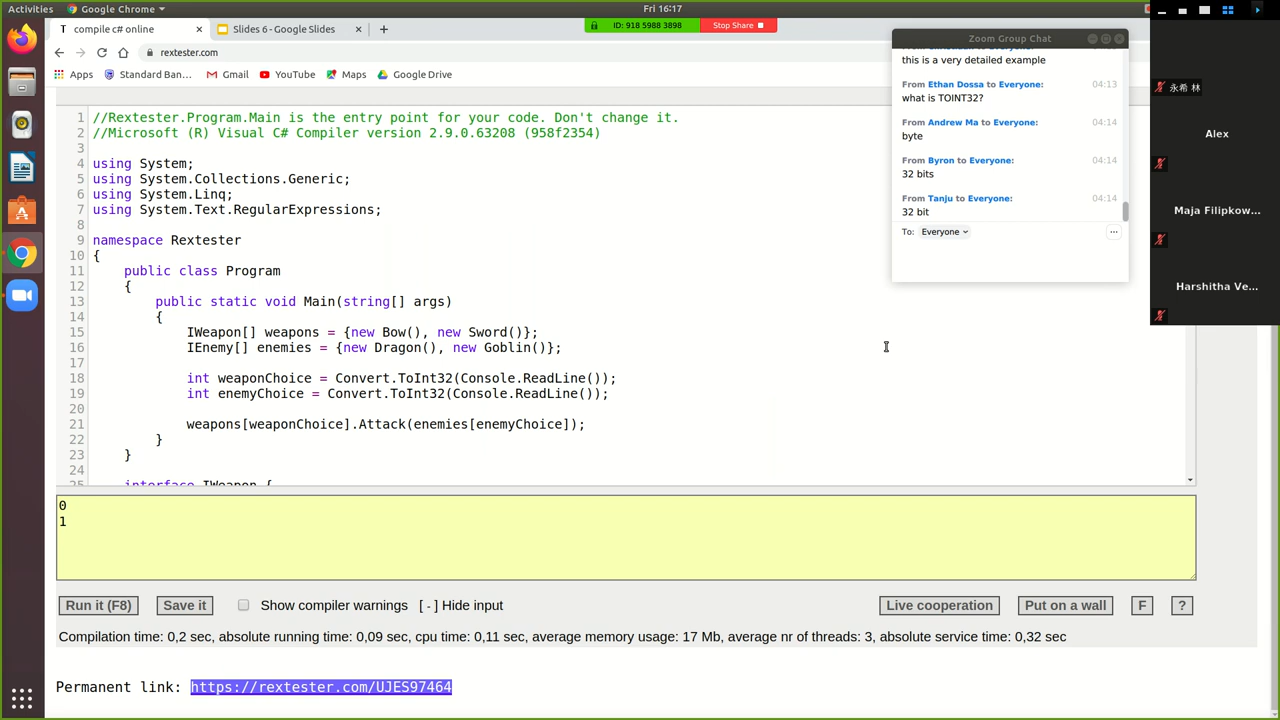 Activities
Google Chrome
Fri 16:17
compile c# online
Slides 6 - Google Slides
ID: 918 5988 3898
Stop Share
rextester.com
Apps
Standard Ban...
Gmail
YouTube
Maps
Google Drive
Zoom Group Chat
this is a very detailed example
From Ethan Dossa to Everyone:
04:13
what is TOINT32?
From Andrew Ma to Everyone:
04:14
byte
From Byron to Everyone:
04:14
32 bits
From Tanju to Everyone:
04:14
32 bit
To: Everyone
永希 林
Alex
Maja Filipkow...
Harshitha Ve...
1 //Rextester.Program.Main is the entry point for your code. Don't change it.
2 //Microsoft (R) Visual C# Compiler version 2.9.0.63208 (958f2354)
3
4 using System;
5 using System.Collections.Generic;
6 using System.Linq;
7 using System.Text.RegularExpressions;
8
9 namespace Rextester
10 {
11 public class Program
12 {
13 public static void Main(string[] args)
14 {
15 IWeapon[] weapons = {new Bow(), new Sword()};
16 IEnemy[] enemies = {new Dragon(), new Goblin()};
17
18 int weaponChoice = Convert.ToInt32(Console.ReadLine());
19 int enemyChoice = Convert.ToInt32(Console.ReadLine());
20
21 weapons[weaponChoice].Attack(enemies[enemyChoice]);
22 }
23 }
24
25 interface IWeapon {
0
1
Run it (F8)
Save it
Show compiler warnings
[ - ] Hide input
Live cooperation
Put on a wall
F
?
Compilation time: 0,2 sec, absolute running time: 0,09 sec, cpu time: 0,11 sec, average memory usage: 17 Mb, average nr of threads: 3, absolute service time: 0,32 sec
Permanent link: https://rextester.com/UJES97464